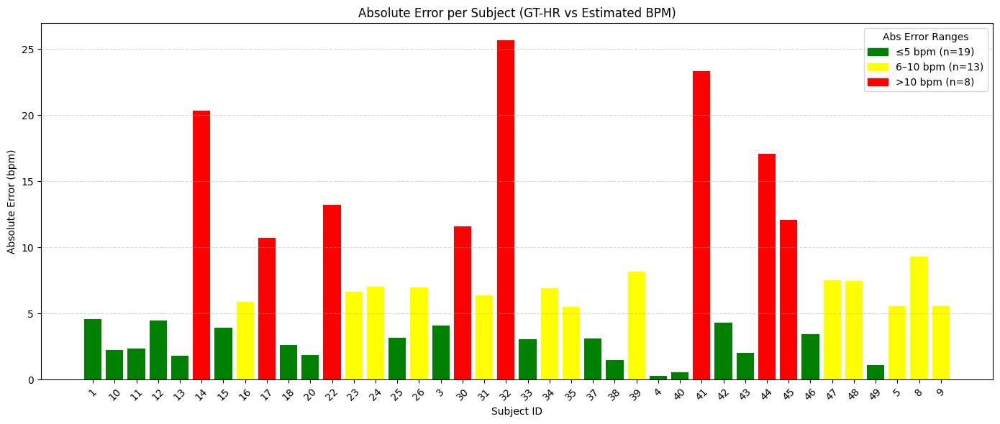 Absolute Error per Subject (GT-HR vs Estimated BPM)
Abs Error Ranges
≤5 bpm (n=19)
6–10 bpm (n=13)
>10 bpm (n=8)
Absolute Error (bpm)
25
20
15
10
5
0
1 10 11 12 13 14 15 16 17 18 20 22 23 24 25 26 3 30 31 32 33 34 35 37 38 39 4 40 41 42 43 44 45 46 47 48 49 5 8 9
Subject ID